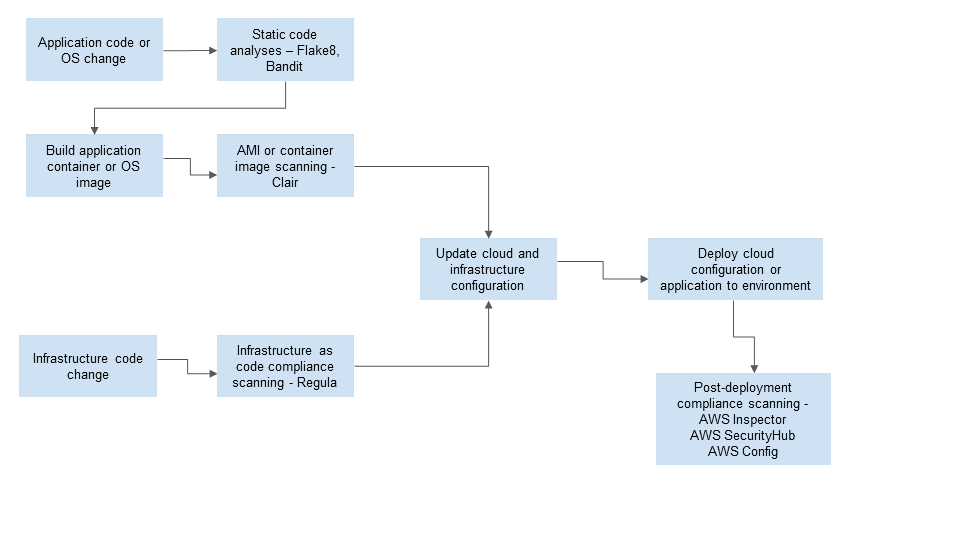 Application code or
OS change
Static code
analyses – Flake8,
Bandit
Build application
container or OS
image
AMI or container
image scanning -
Clair
Update cloud and
infrastructure
configuration
Deploy cloud
configuration or
application to environment
Infrastructure code
change
Infrastructure as
code compliance
scanning - Regula
Post-deployment
compliance scanning -
AWS Inspector
AWS SecurityHub
AWS Config